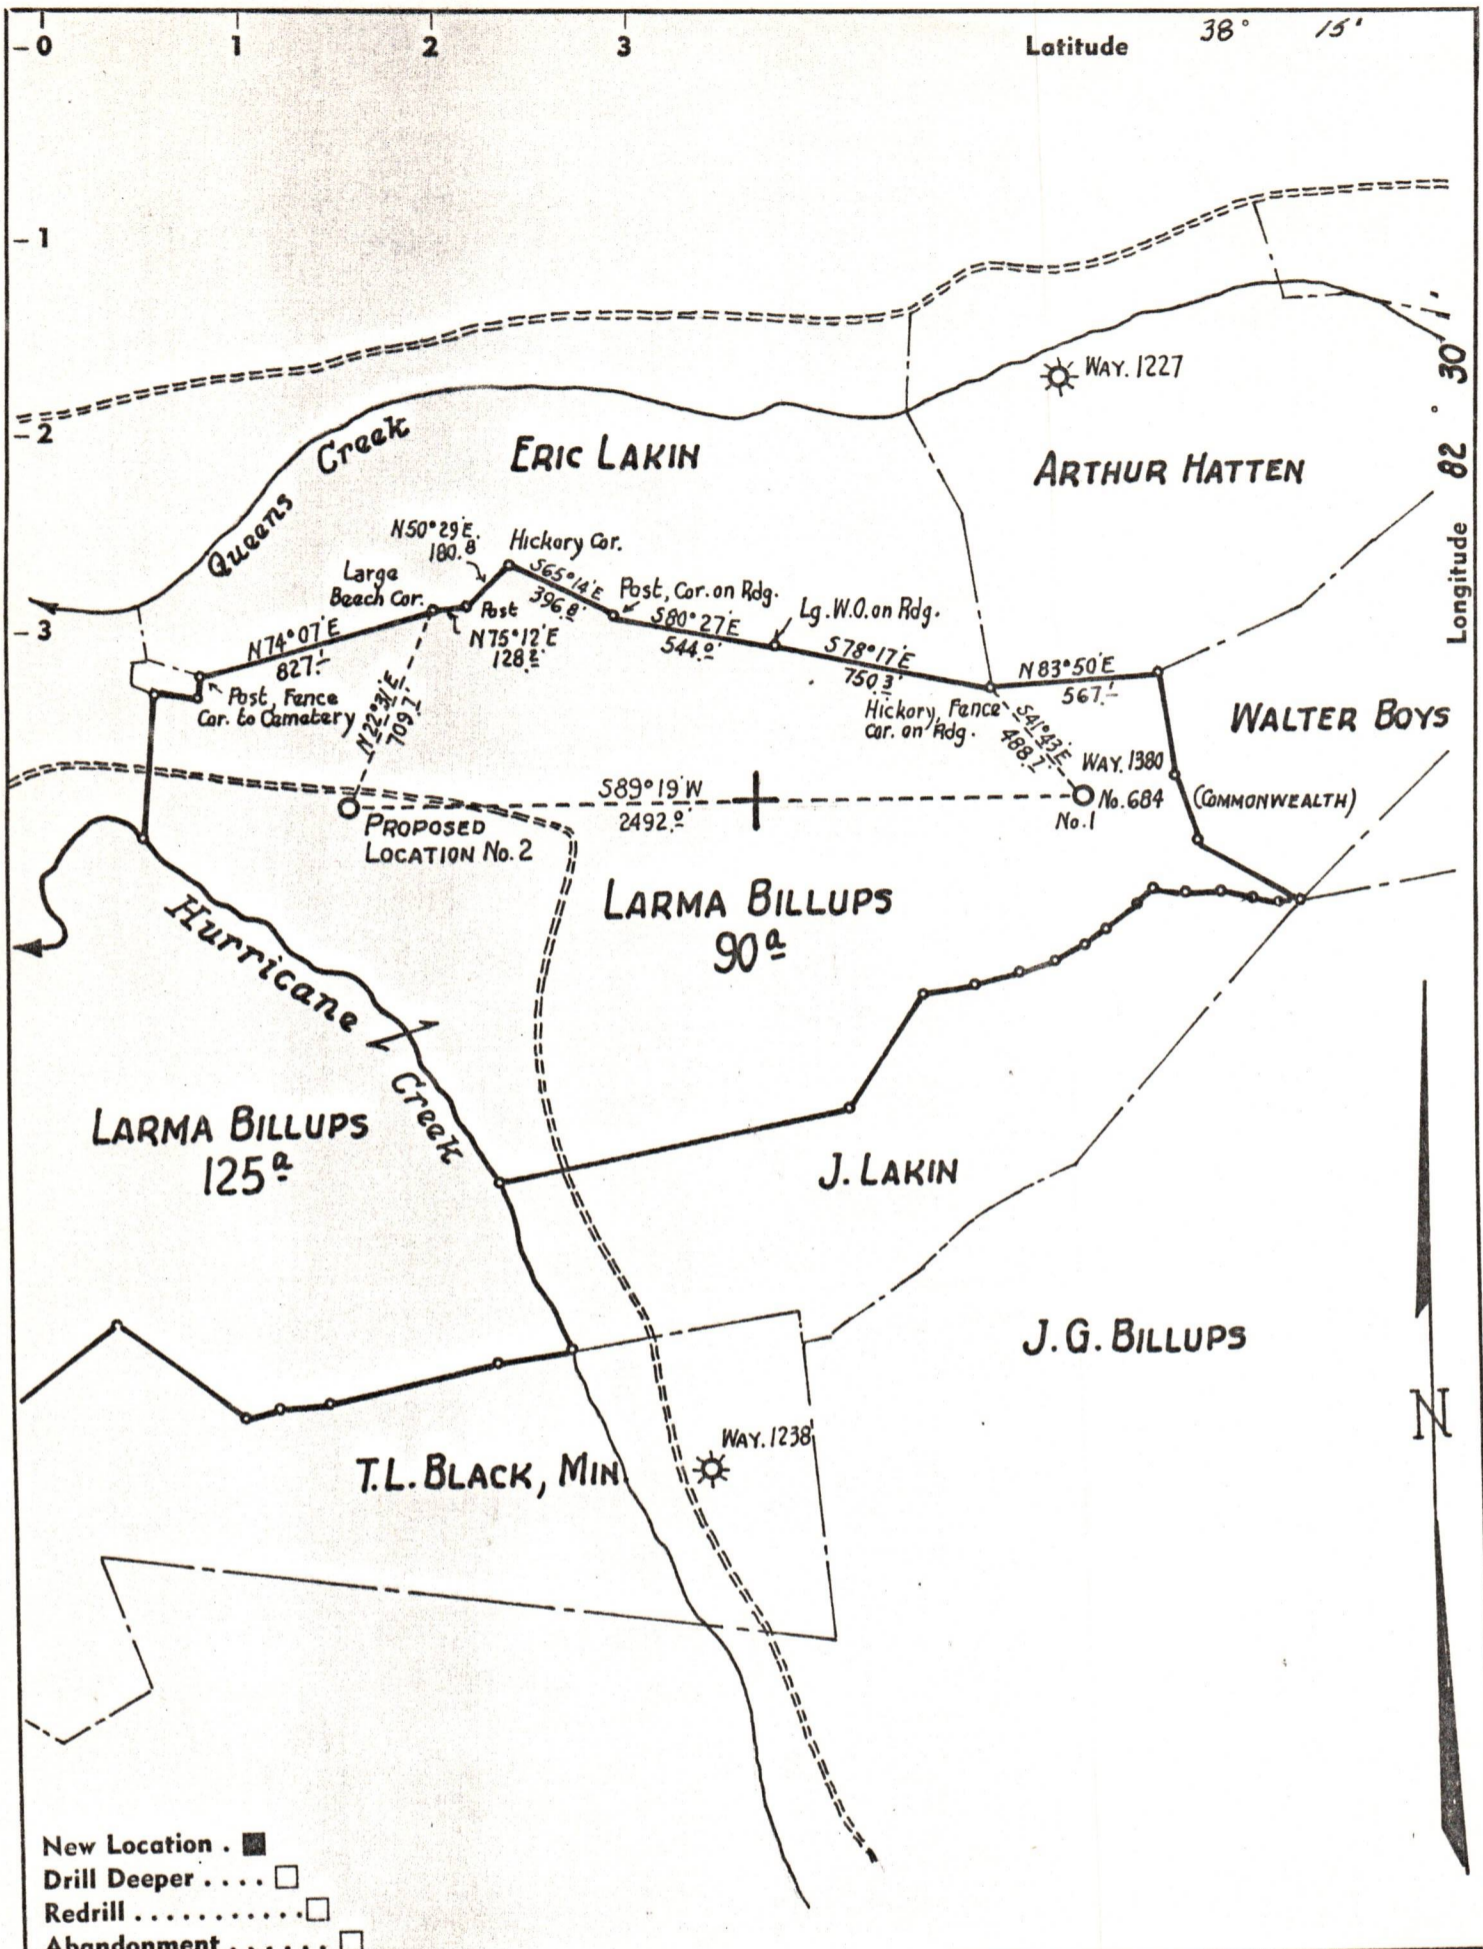 0 1 2 3 Latitude 38° 15'
1
2
3
Longitude 82° 30'
WAY. 1227
Queens Creek
ERIC LAKIN
ARTHUR HATTEN
N50°29'E.
180.8
Hickory Cor.
Large
Beech Cor.
S65°14'E
396.8
Post, Cor. on Rdg.
Post
N75°12'E
128.2
S80°27'E
544.0
Lg. W.O. on Rdg.
N74°07'E
827.1
S78°17'E
750.3
N83°50'E
567.1
Post, Fence
Cor. to Cemetery
N22°31'E
709.7
Hickory, Fence
Cor. on Rdg.
S41°43'E
488.7
WALTER BOYS
WAY. 1380
S89°19'W
2492.0
No. 684 (COMMONWEALTH)
No. 1
PROPOSED
LOCATION No. 2
LARMA BILLUPS
90a
Hurricane Creek
LARMA BILLUPS
125a
J. LAKIN
J.G. BILLUPS
N
WAY. 1238
T.L. BLACK, MIN.
New Location . ■
Drill Deeper . . . . □
Redrill . . . . . . . . . . . □
Abandonment . . . . . . □